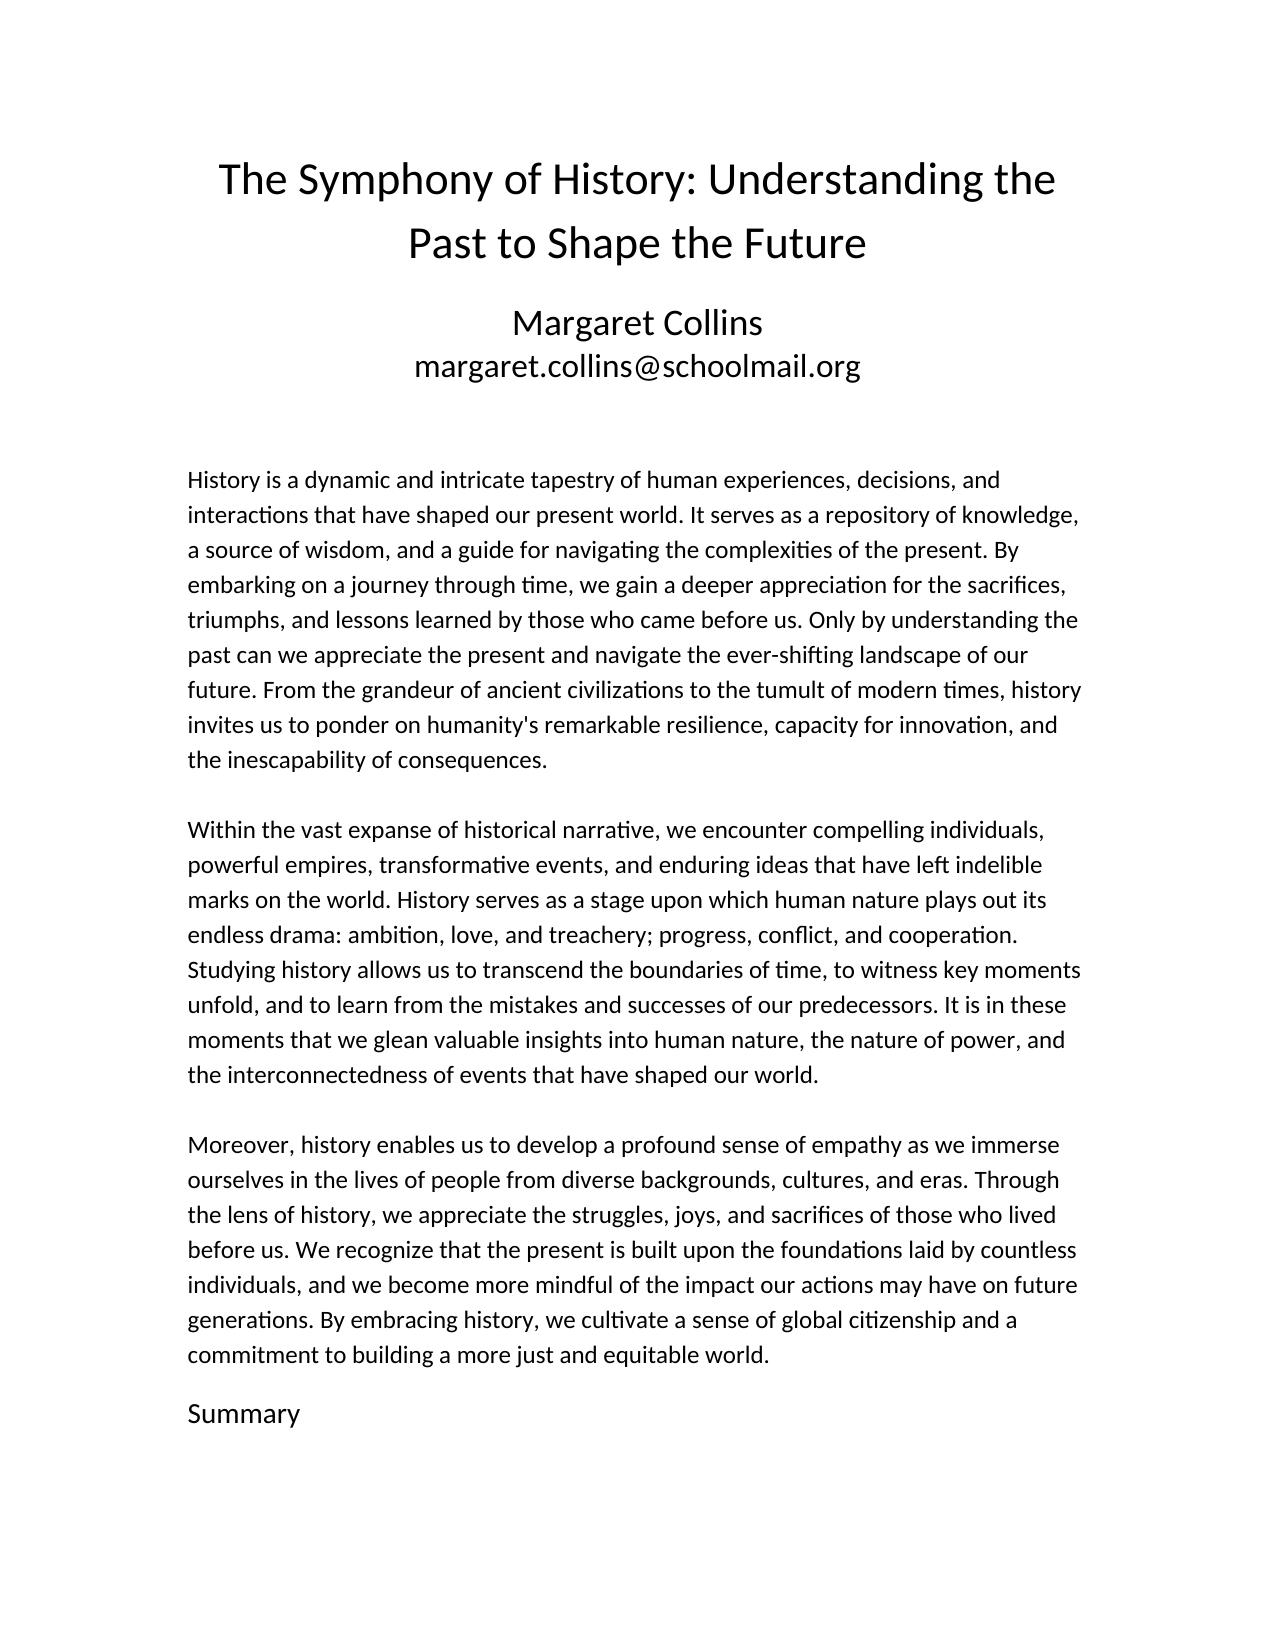 The Symphony of History: Understanding the
Past to Shape the Future
Margaret Collins
margaret.collins@schoolmail.org
History is a dynamic and intricate tapestry of human experiences, decisions, and
interactions that have shaped our present world. It serves as a repository of knowledge,
a source of wisdom, and a guide for navigating the complexities of the present. By
embarking on a journey through time, we gain a deeper appreciation for the sacrifices,
triumphs, and lessons learned by those who came before us. Only by understanding the
past can we appreciate the present and navigate the ever-shifting landscape of our
future. From the grandeur of ancient civilizations to the tumult of modern times, history
invites us to ponder on humanity's remarkable resilience, capacity for innovation, and
the inescapability of consequences.
Within the vast expanse of historical narrative, we encounter compelling individuals,
powerful empires, transformative events, and enduring ideas that have left indelible
marks on the world. History serves as a stage upon which human nature plays out its
endless drama: ambition, love, and treachery; progress, conflict, and cooperation.
Studying history allows us to transcend the boundaries of time, to witness key moments
unfold, and to learn from the mistakes and successes of our predecessors. It is in these
moments that we glean valuable insights into human nature, the nature of power, and
the interconnectedness of events that have shaped our world.
Moreover, history enables us to develop a profound sense of empathy as we immerse
ourselves in the lives of people from diverse backgrounds, cultures, and eras. Through
the lens of history, we appreciate the struggles, joys, and sacrifices of those who lived
before us. We recognize that the present is built upon the foundations laid by countless
individuals, and we become more mindful of the impact our actions may have on future
generations. By embracing history, we cultivate a sense of global citizenship and a
commitment to building a more just and equitable world.
Summary